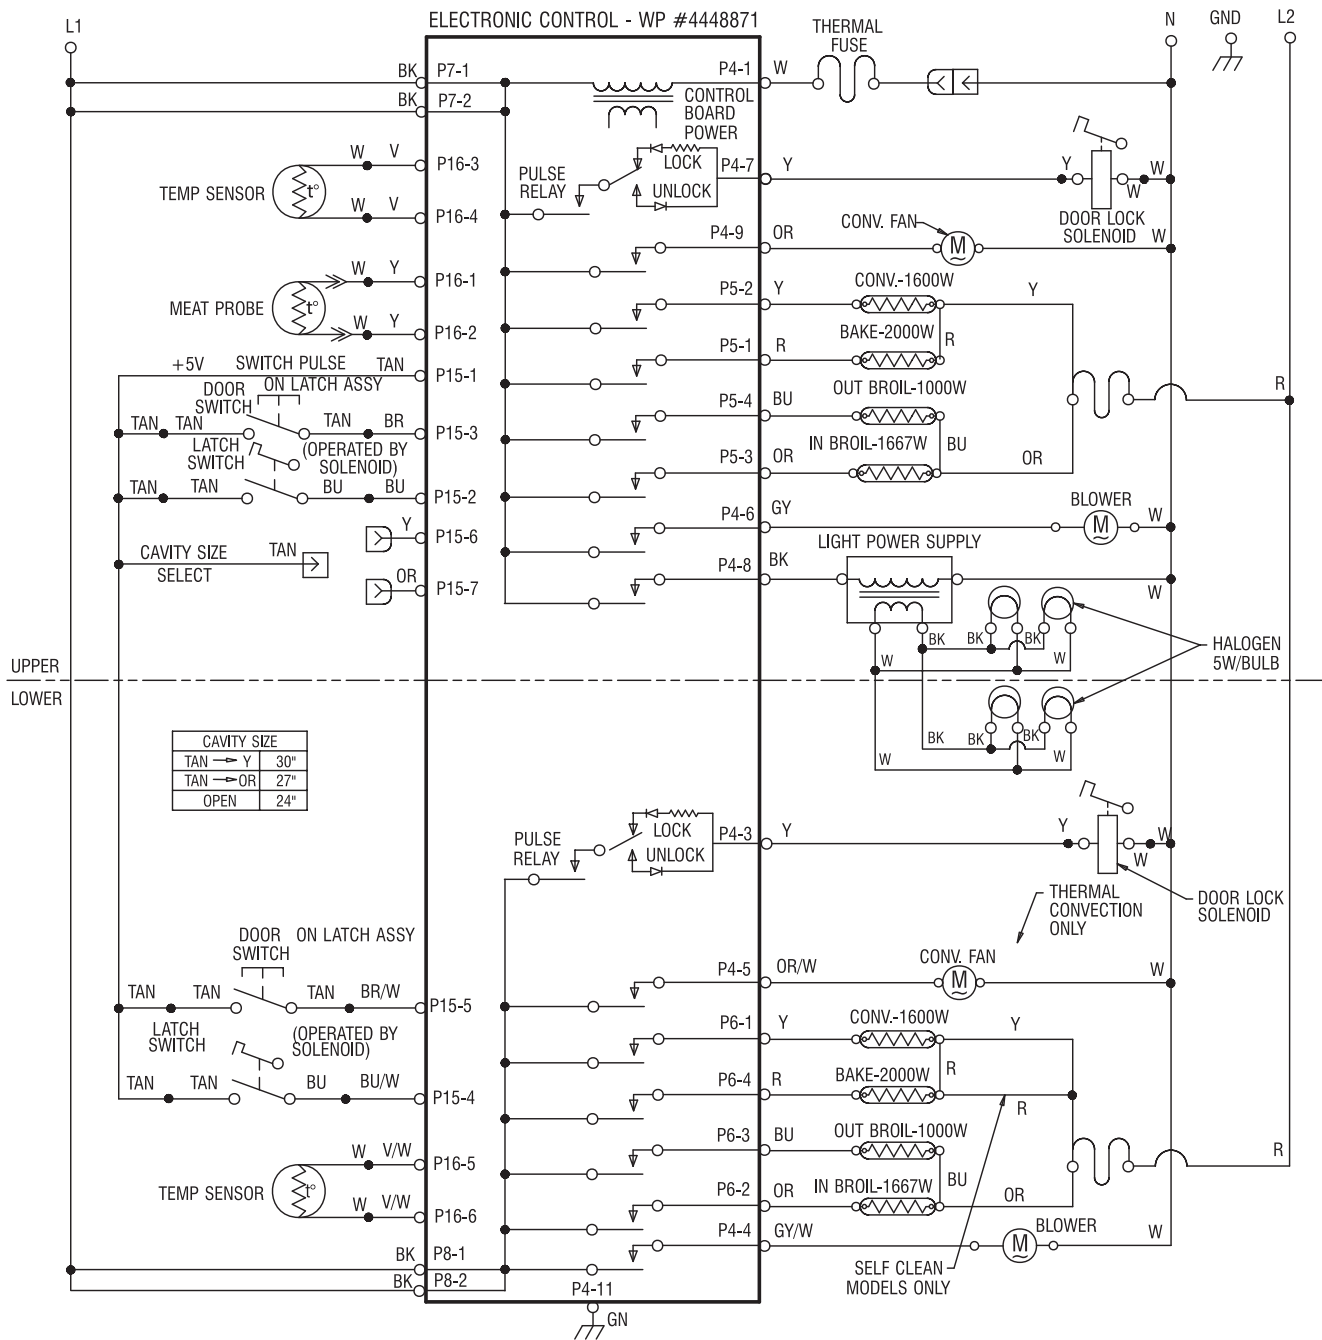 ELECTRONIC CONTROL - WP #4448871
L1
N
GND
L2
THERMAL
FUSE
BK
P7-1
P4-1
W
BK
P7-2
CONTROL
BOARD
POWER
W
V
P16-3
TEMP SENSOR
t°
W
V
P16-4
PULSE
RELAY
LOCK
UNLOCK
P4-7
Y
Y
W
W
DOOR LOCK
SOLENOID
P4-9
OR
CONV. FAN
M
W
W
Y
P16-1
MEAT PROBE
t°
W
Y
P16-2
P5-2
Y
CONV.-1600W
Y
BAKE-2000W
R
P5-1
R
+5V
SWITCH PULSE
TAN
P15-1
DOOR
SWITCH
ON LATCH ASSY
OUT BROIL-1000W
R
P5-4
BU
TAN
TAN
TAN
BR
P15-3
LATCH
SWITCH
(OPERATED BY
SOLENOID)
IN BROIL-1667W
BU
P5-3
OR
OR
TAN
TAN
BU
BU
P15-2
P4-6
GY
BLOWER
M
W
Y
P15-6
LIGHT POWER SUPPLY
CAVITY SIZE
SELECT
TAN
P4-8
BK
W
OR
P15-7
BK
BK
BK
W
W
HALOGEN
5W/BULB
UPPER
LOWER
BK
BK
BK
W
W
CAVITY SIZE
TAN Y 30"
TAN OR 27"
OPEN 24"
PULSE
RELAY
LOCK
UNLOCK
P4-3
Y
Y
W
W
DOOR LOCK
SOLENOID
THERMAL
CONVECTION
ONLY
DOOR
SWITCH
ON LATCH ASSY
P4-5
OR/W
CONV. FAN
M
W
TAN
TAN
TAN
BR/W
P15-5
LATCH
SWITCH
(OPERATED BY
SOLENOID)
P6-1
Y
CONV.-1600W
Y
TAN
TAN
BU
BU/W
P15-4
P6-4
R
BAKE-2000W
R
R
P6-3
BU
OUT BROIL-1000W
R
W
V/W
P16-5
TEMP SENSOR
t°
W
V/W
P16-6
P6-2
OR
IN BROIL-1667W
BU
OR
P4-4
GY/W
BLOWER
M
W
BK
P8-1
BK
P8-2
SELF CLEAN
MODELS ONLY
P4-11
GN